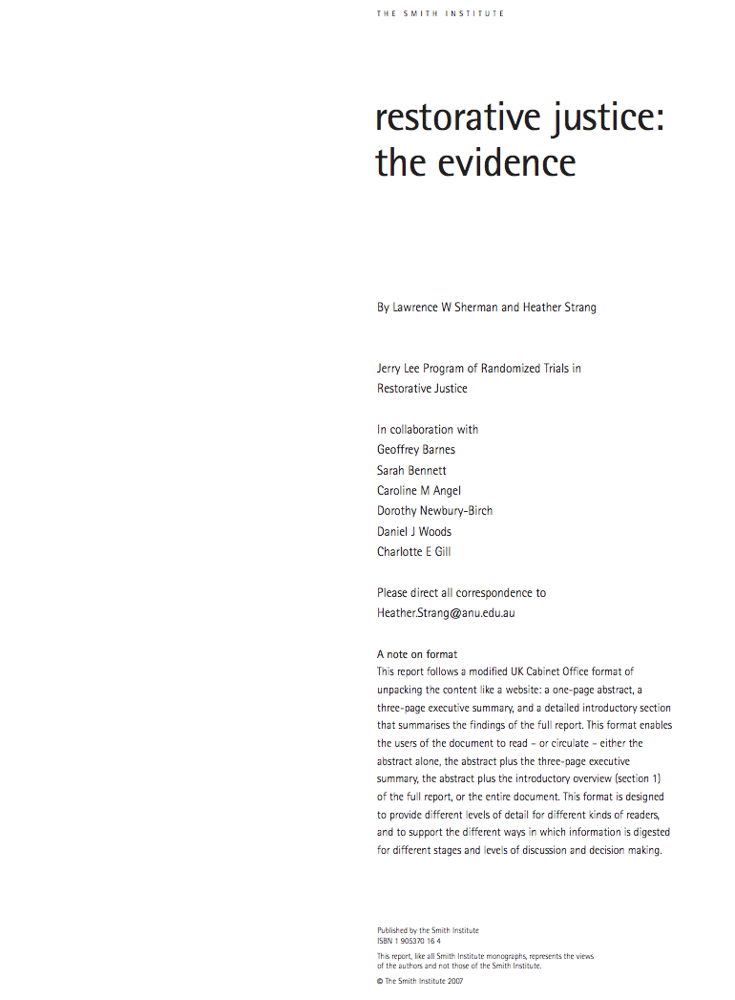 THE SMITH INSTITUTE
restorative justice:
the evidence
By Lawrence W Sherman and Heather Strang
Jerry Lee Program of Randomized Trials in
Restorative Justice
In collaboration with
Geoffrey Barnes
Sarah Bennett
Caroline M Angel
Dorothy Newbury-Birch
Daniel J Woods
Charlotte E Gill
Please direct all correspondence to
Heather.Strang@anu.edu.au
A note on format
This report follows a modified UK Cabinet Office format of
unpacking the content like a website: a one-page abstract, a
three-page executive summary, and a detailed introductory section
that summarises the findings of the full report. This format enables
the users of the document to read – or circulate – either the
abstract alone, the abstract plus the three-page executive
summary, the abstract plus the introductory overview (section 1)
of the full report, or the entire document. This format is designed
to provide different levels of detail for different kinds of readers,
and to support the different ways in which information is digested
for different stages and levels of discussion and decision making.
Published by the Smith Institute
ISBN 1 905370 16 4
This report, like all Smith Institute monographs, represents the views
of the authors and not those of the Smith Institute.
© The Smith Institute 2007